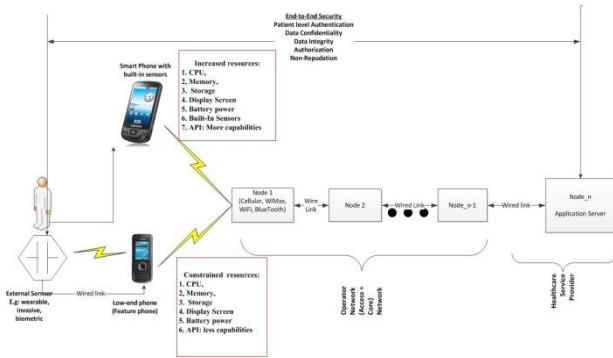 End-to-End Security
Patient level Authentication
Data Confidentiality
Data Integrity
Authorization
Non-Repudation
Smart Phone with
built-in sensors
Increased resources:
1. CPU,
2, Memory,
3. Storage
4. Display Screen
5. Battery power
6. Built-In Sensors
7. API: More capabilities
Node 1
(Cellular, WiMax,
WiFi, BlueTooth)
Wire
Link
Node 2
Wired Link
Node_n-1
Wired link
Node_n
Application Server
External Sernsor
E.g: wearable,
invasive,
biometric
Wired link
Low-end phone
(Feature phone)
Constrained resources:
1. CPU,
2, Memory,
3. Storage
4. Display Screen
5. Battery power
6. API: less capabilities
Operator
Network
(Access +
Core)
Network
Healthcare
Service
Provider